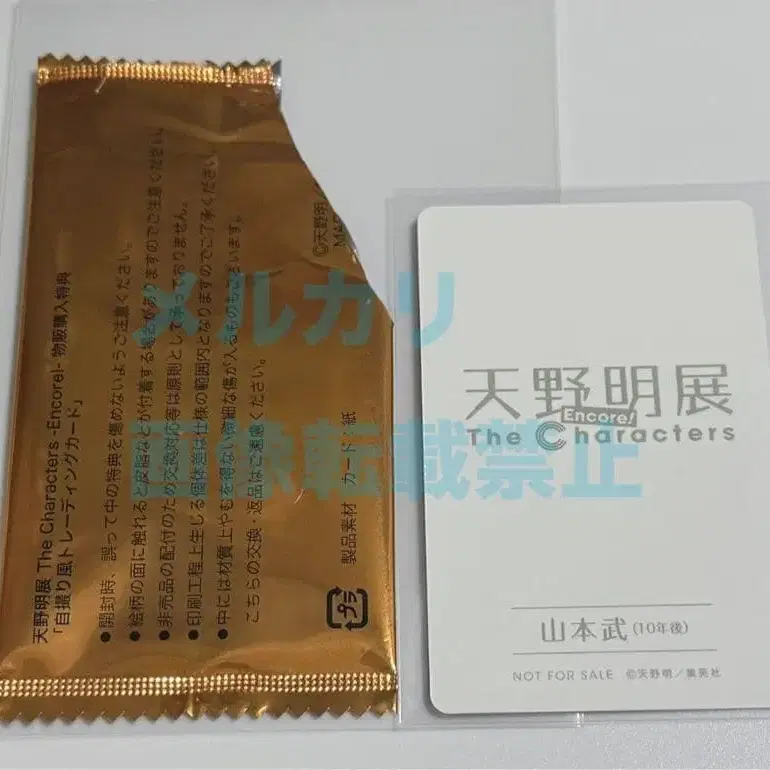 天野明展 The Characters -Encore!- 物販購入特典
「自撮り風トレーディングカード」
●開封時、誤って中の特典を傷めないようご注意ください。
●絵柄の面に触れると皮脂などが付着する場合がありますのでご注意ください。
●非売品の配付のため交換対応等は原則として承っておりません。
●印刷工程上生じる個体差は仕様の範囲内となりますのでご了承ください。
●中には材質上やむを得ない微細な傷が入るものもございます。
こちらの交換・返品はご遠慮ください。
製品素材 カード:紙
プラ
©天野明
MA
メルカリ
画像転載禁止
天野明展
Encore!
The Characters
山本武(10年後)
NOT FOR SALE ©天野明/集英社